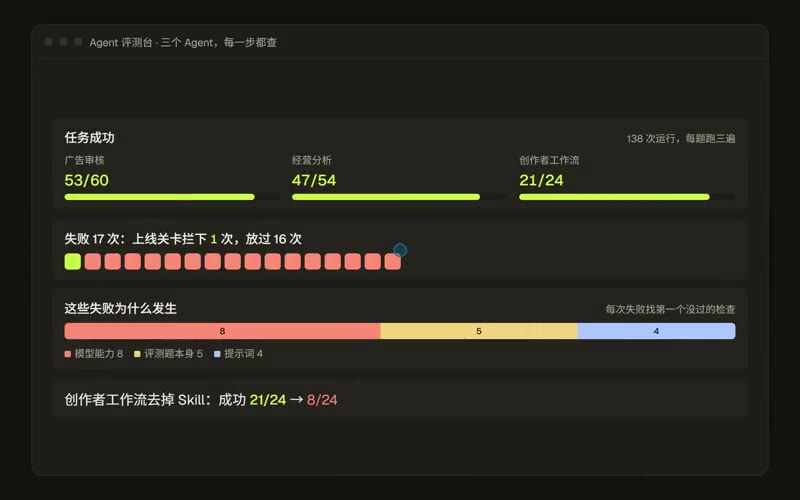 Agent 评测台 · 三个 Agent，每一步都查
任务成功
138 次运行，每题跑三遍
广告审核 经营分析 创作者工作流
53/60 47/54 21/24
失败 17 次：上线关卡拦下 1 次，放过 16 次
这些失败为什么发生
每次失败找第一个没过的检查
8 5 4
模型能力 8 评测题本身 5 提示词 4
创作者工作流去掉 Skill：成功 21/24 → 8/24